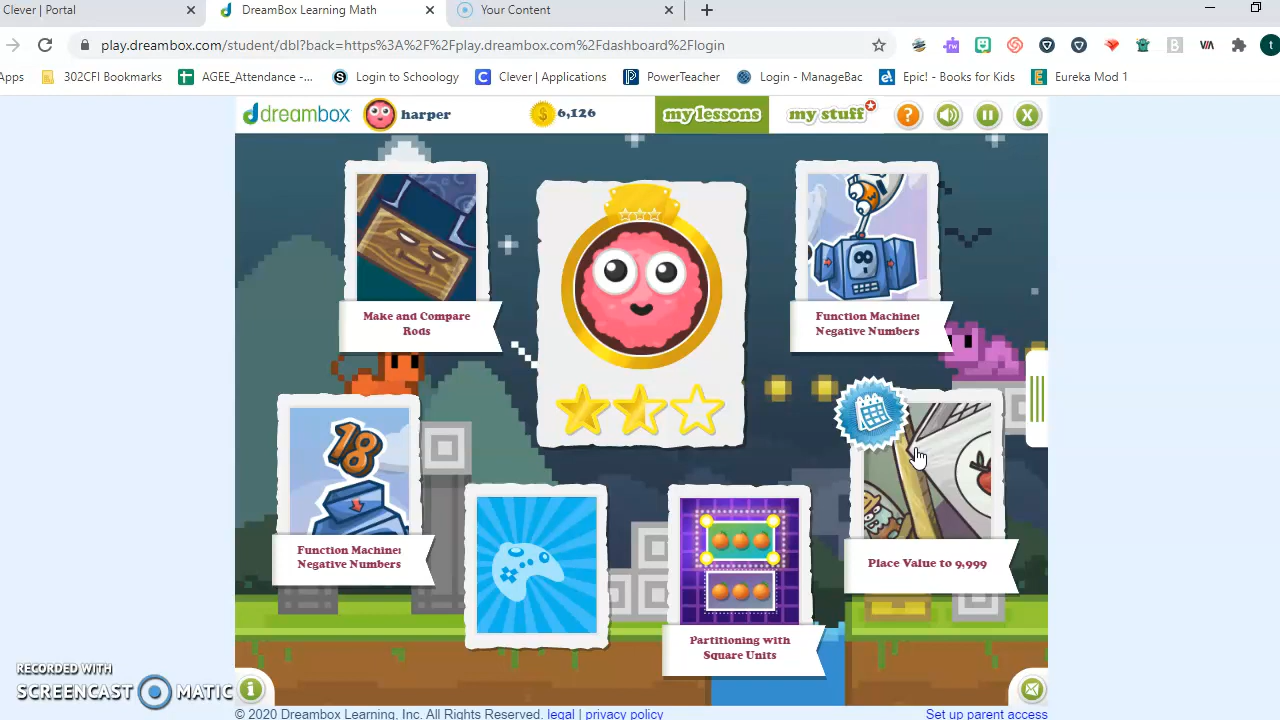 Clever | Portal
DreamBox Learning Math
Your Content
play.dreambox.com/student/dbl?back=https%3A%2F%2Fplay.dreambox.com%2Fdashboard%2Flogin
Apps
302CFI Bookmarks
AGEE_Attendance -...
Login to Schoology
Clever | Applications
PowerTeacher
Login - ManageBac
Epic! - Books for Kids
Eureka Mod 1
dreambox
harper
6,126
my lessons
my stuff
Make and Compare
Rods
Function Machine:
Negative Numbers
18
Function Machine:
Negative Numbers
Partitioning with
Square Units
Place Value to 9,999
RECORDED WITH
SCREENCAST MATIC
© 2020 Dreambox Learning, Inc. All Rights Reserved. legal | privacy policy
Set up parent access